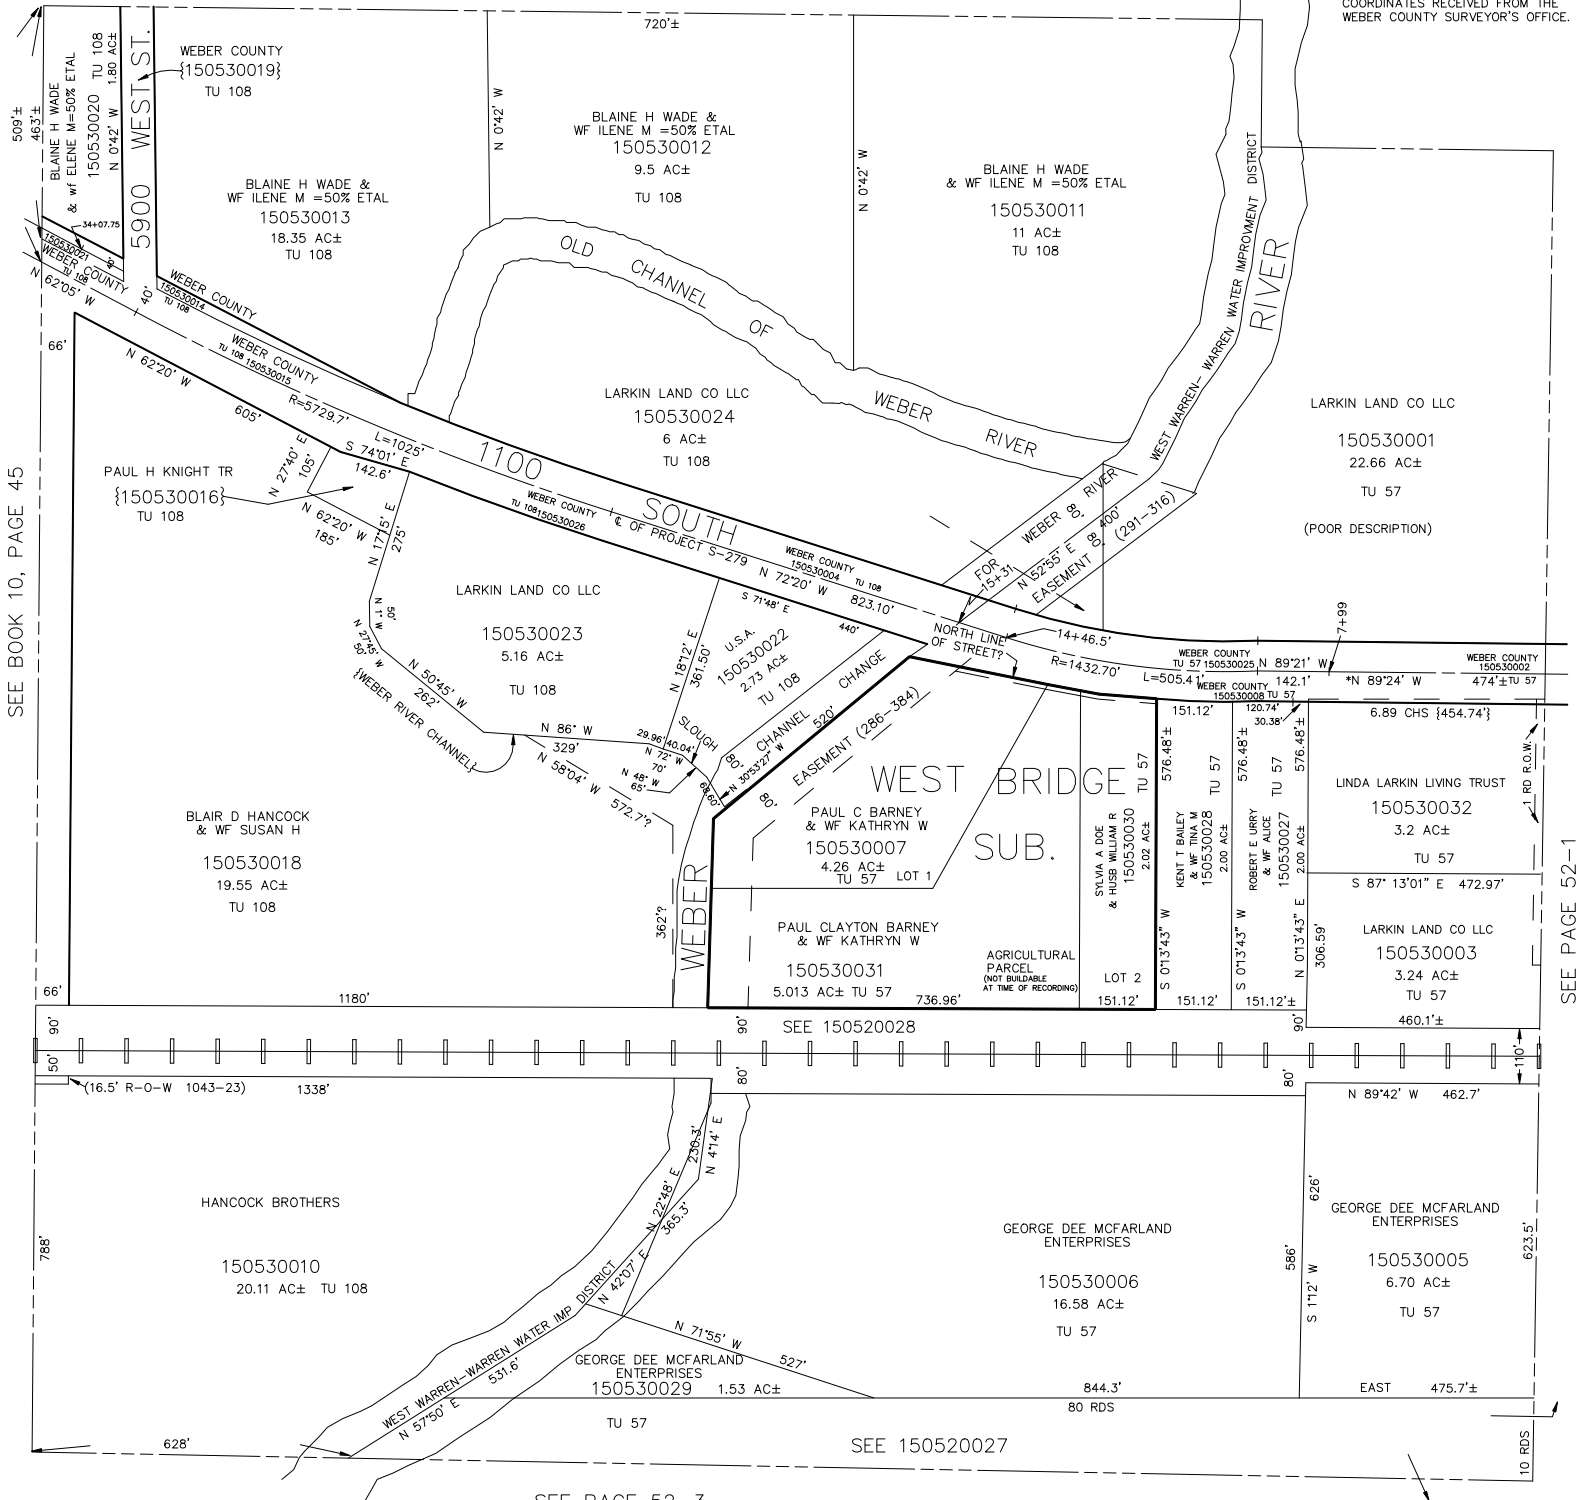 COORDINATES RECEIVED FROM THE
WEBER COUNTY SURVEYOR'S OFFICE.
720'±
509'±
463'±
BLAINE H WADE
& wf ELENE M=50% ETAL
150530020 TU 108
1.80 AC±
N 0°42' W
5900 WEST ST.
WEBER COUNTY
{150530019}
TU 108
BLAINE H WADE &
WF ILENE M =50% ETAL
150530013
18.35 AC±
TU 108
N 0°42' W
BLAINE H WADE &
WF ILENE M =50% ETAL
150530012
9.5 AC±
TU 108
N 0°42' W
BLAINE H WADE
& WF ILENE M =50% ETAL
150530011
11 AC±
TU 108
WEST WARREN- WARREN WATER IMPROVMENT DISTRICT
RIVER
34+07.75
150530021
WEBER COUNTY
TU 108
40'
N 62°05' W
40'
WEBER COUNTY
150530014
TU 108
WEBER COUNTY
TU 108 150530015
OLD CHANNEL OF WEBER RIVER
66'
N 62°20' W
605'
R=5729.7'
L=1025'
S 74°01' E
142.6'
1100 SOUTH
LARKIN LAND CO LLC
150530024
6 AC±
TU 108
LARKIN LAND CO LLC
150530001
22.66 AC±
TU 57
(POOR DESCRIPTION)
SEE BOOK 10, PAGE 45
PAUL H KNIGHT TR
{150530016}
TU 108
N 27°40' E
105'
N 62°20' W
185'
N 17°15' E
275'
WEBER COUNTY
TU 108 150530026
℄ OF PROJECT S-279
N 72°20' W
823.10'
WEBER COUNTY
150530004 TU 108
FOR WEBER RIVER
15+31
80'
80'
N 52°55' E 400'
EASEMENT (291-316)
LARKIN LAND CO LLC
150530023
5.16 AC±
TU 108
N 1° W
50'
N 27°45' W
50'
N 50°45' W
262'
{WEBER RIVER CHANNEL}
N 18°12' E
361.50'
S 71°48' E
440'
U.S.A.
150530022
2.73 AC±
TU 108
CHANNEL CHANGE
NORTH LINE
OF STREET?
14+46.5'
7+99
R=1432.70'
L=505.41'
WEBER COUNTY
TU 57 150530025
N 89°21' W
142.1'
WEBER COUNTY
150530008 TU 57
*N 89°24' W
WEBER COUNTY
150530002
474'± TU 57
6.89 CHS {454.74'}
N 86° W
329'
N 58°04' W
572.7'?
29.96'
40.04'
N 72° W
70'
N 48° W
65'
68.60'
SLOUGH
80'
N 30°53'27" W
520'
80'
EASEMENT (286-384)
WEST BRIDGE
SUB.
PAUL C BARNEY
& WF KATHRYN W
150530007
4.26 AC±
TU 57
LOT 1
SYLVIA A DOE
& HUSB WILLIAM R
150530030
2.02 AC±
TU 57
151.12'
576.48'±
KENT T BAILEY
& WF TINA M
150530028
2.00 AC±
TU 57
120.74'
30.38'
576.48'±
ROBERT E URRY
& WF ALICE
150530027
2.00 AC±
TU 57
576.48'±
LINDA LARKIN LIVING TRUST
150530032
3.2 AC±
TU 57
1 RD R.O.W.
S 87° 13'01" E 472.97'
SEE PAGE 52-1
BLAIR D HANCOCK
& WF SUSAN H
150530018
19.55 AC±
TU 108
362'?
WEBER
PAUL CLAYTON BARNEY
& WF KATHRYN W
150530031
5.013 AC± TU 57
736.96'
AGRICULTURAL
PARCEL
(NOT BUILDABLE
AT TIME OF RECORDING)
LOT 2
151.12'
S 0°13'43" W
151.12'
S 0°13'43" W
151.12'±
N 0°13'43" E
306.59'
LARKIN LAND CO LLC
150530003
3.24 AC±
TU 57
460.1'±
66'
1180'
90'
50'
90'
SEE 150520028
90'
110'
80'
80'
(16.5' R-O-W 1043-23)
1338'
N 89°42' W 462.7'
230.3'
N 4°14' E
N 22°48' E
365.3'
N 42°07' E
HANCOCK BROTHERS
150530010
20.11 AC± TU 108
788'
GEORGE DEE MCFARLAND
ENTERPRISES
150530006
16.58 AC±
TU 57
586'
626'
S 1°12' W
GEORGE DEE MCFARLAND
ENTERPRISES
150530005
6.70 AC±
TU 57
623.5'
WEST WARREN-WARREN WATER IMP DISTRICT
531.6'
N 57°50' E
N 71°55' W
527'
GEORGE DEE MCFARLAND
ENTERPRISES
150530029 1.53 AC±
TU 57
844.3'
80 RDS
EAST 475.7'±
628'
SEE 150520027
10 RDS
SEE PAGE 52-3